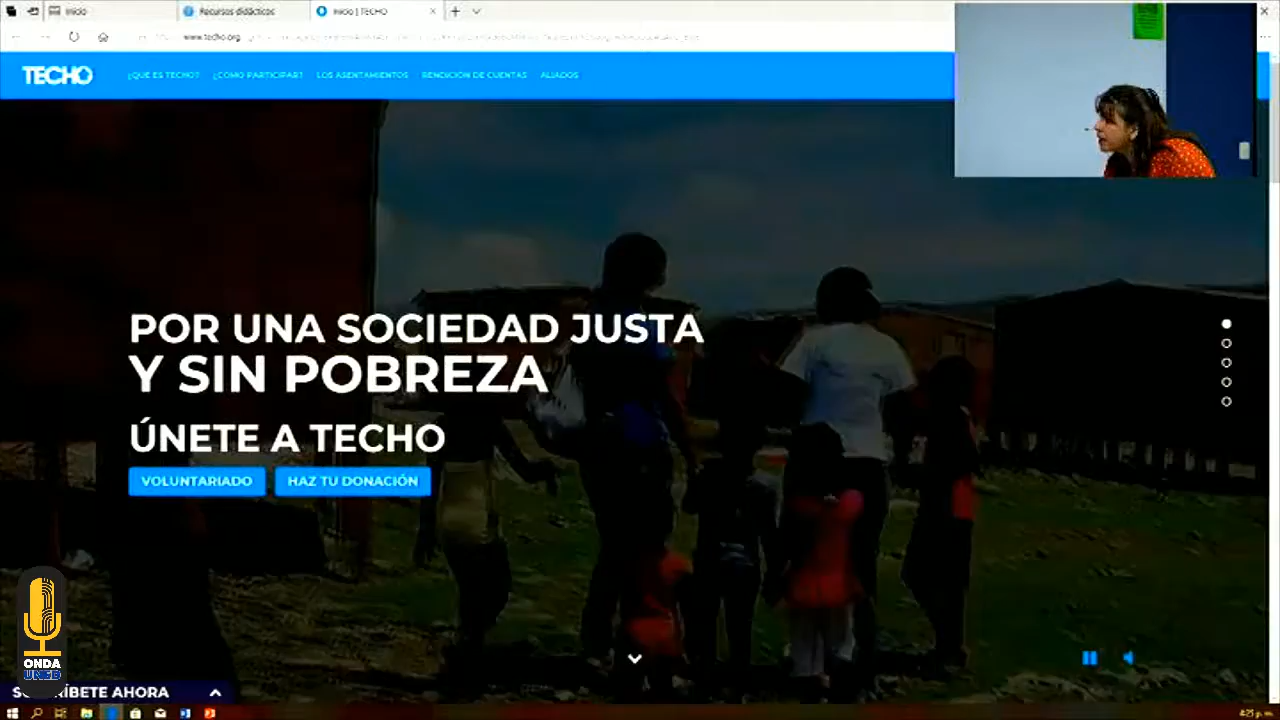 Inicio
Recursos didácticos
Inicio | TECHO
www.techo.org
TECHO
¿QUÉ ES TECHO? ¿CÓMO PARTICIPAR? LOS ASENTAMIENTOS RENDICIÓN DE CUENTAS ALIADOS
POR UNA SOCIEDAD JUSTA
Y SIN POBREZA
ÚNETE A TECHO
VOLUNTARIADO HAZ TU DONACIÓN
ONDA
UNED
AHORA